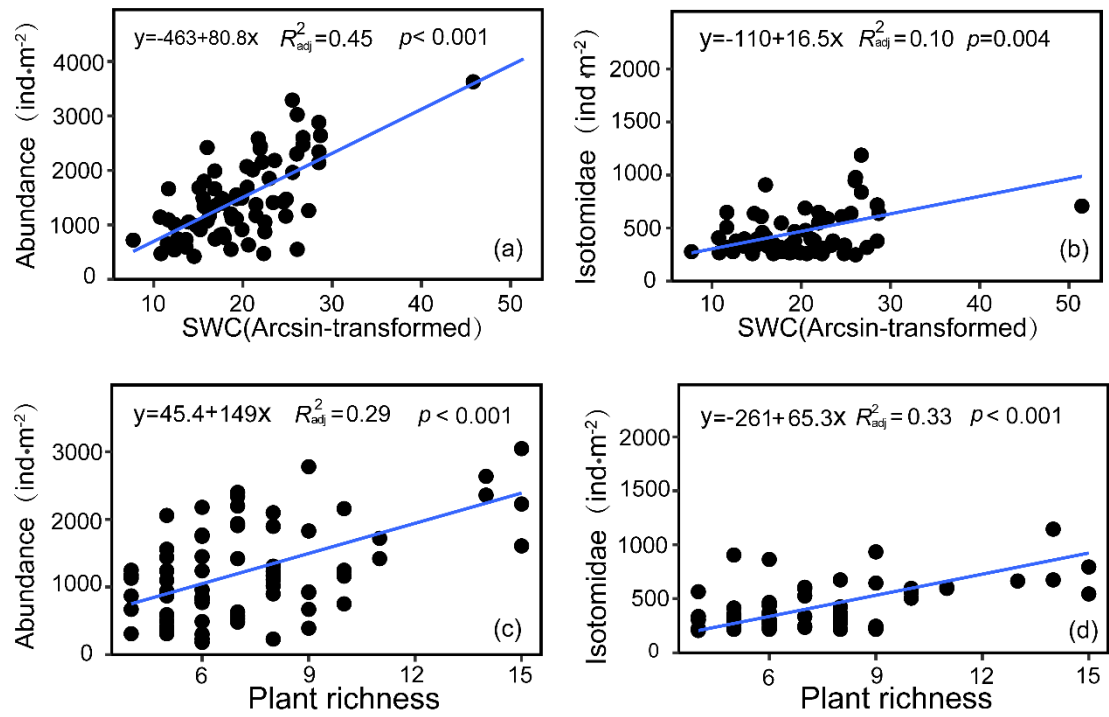 y=-463+80.8x R²adj=0.45 p< 0.001
Abundance (ind·m-2)
4000
3000
2000
1000
0
(a)
10 20 30 40 50
SWC(Arcsin-transformed)
y=-110+16.5x R²adj=0.10 p=0.004
Isotomidae (ind·m-2)
2000
1500
1000
500
0
(b)
10 20 30 40 50
SWC(Arcsin-transformed)
y=45.4+149x R²adj=0.29 p < 0.001
Abundance (ind·m-2)
3000
2000
1000
0
(c)
6 9 12 15
Plant richness
y=-261+65.3x R²adj= 0.33 p < 0.001
Isotomidae (ind·m-2)
2000
1500
1000
500
0
(d)
6 9 12 15
Plant richness